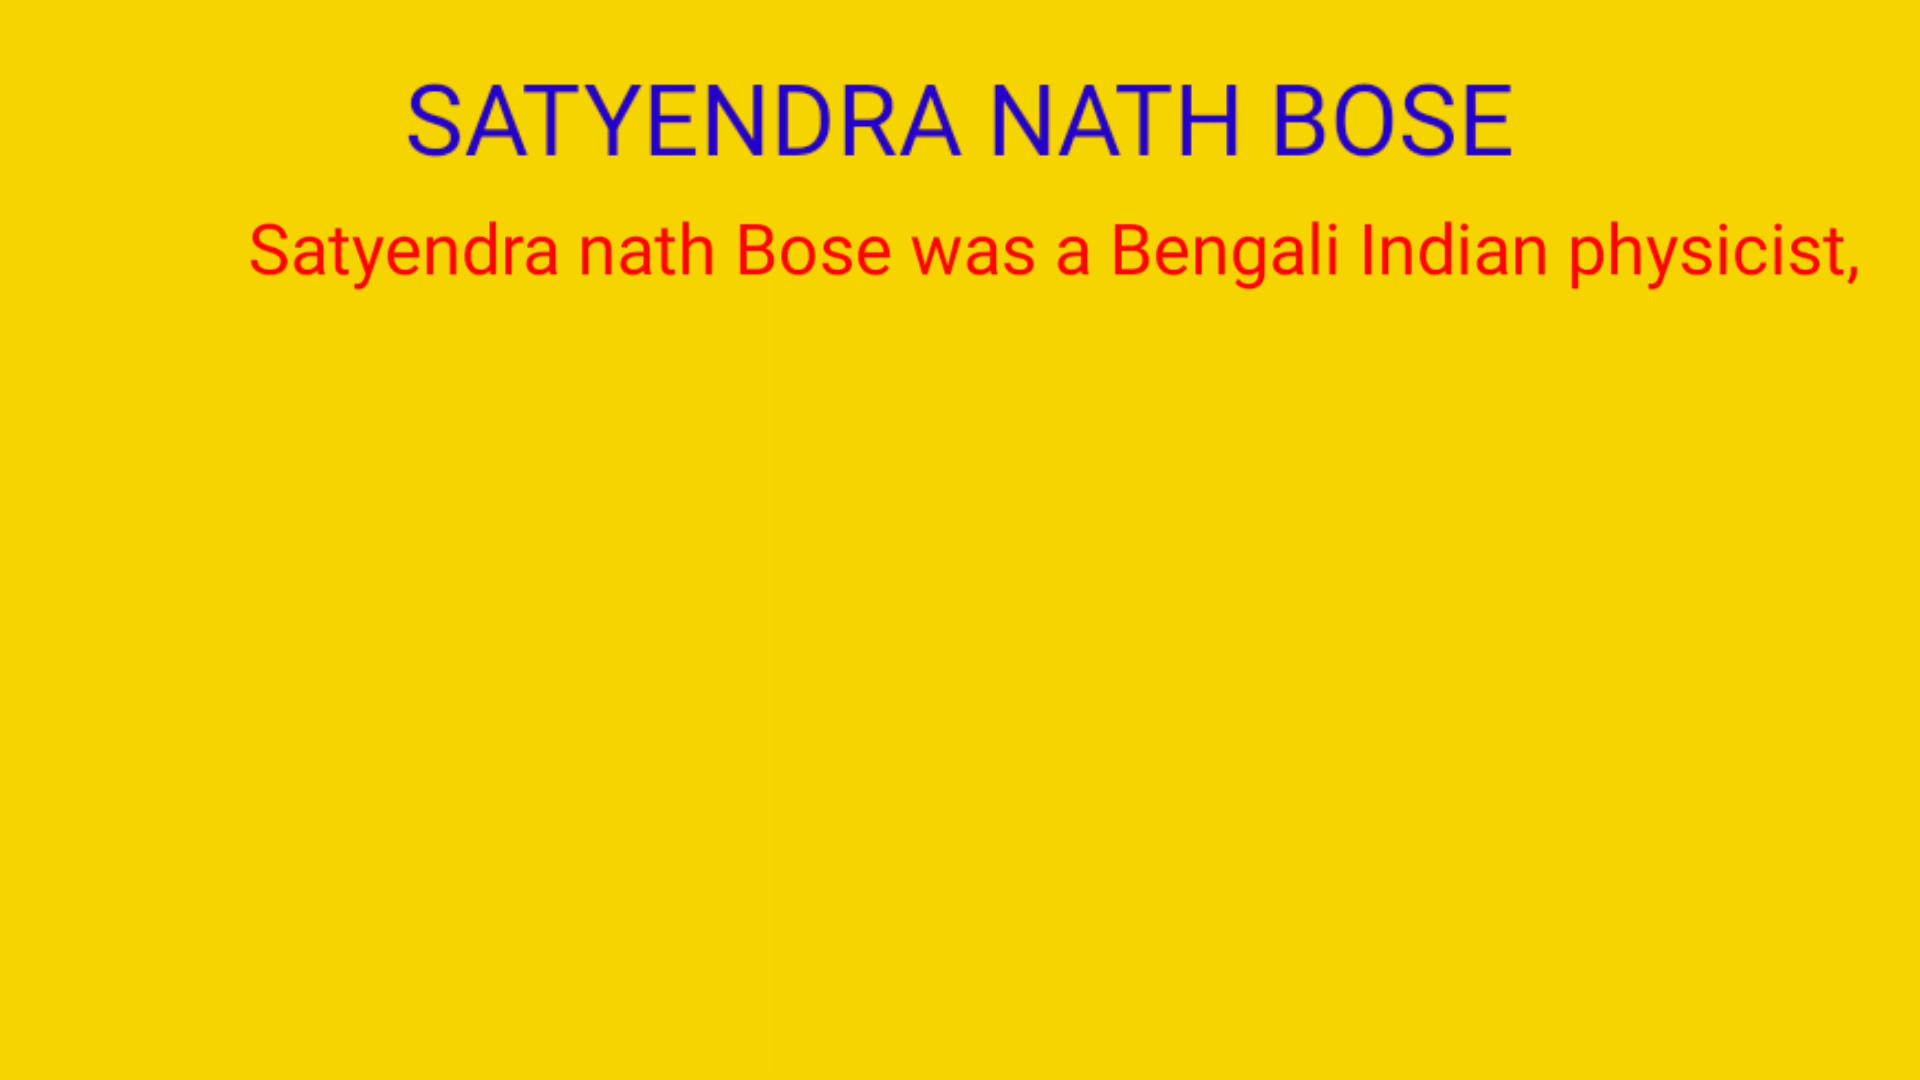 SATYENDRA NATH BOSE
Satyendra nath Bose was a Bengali Indian physicist,